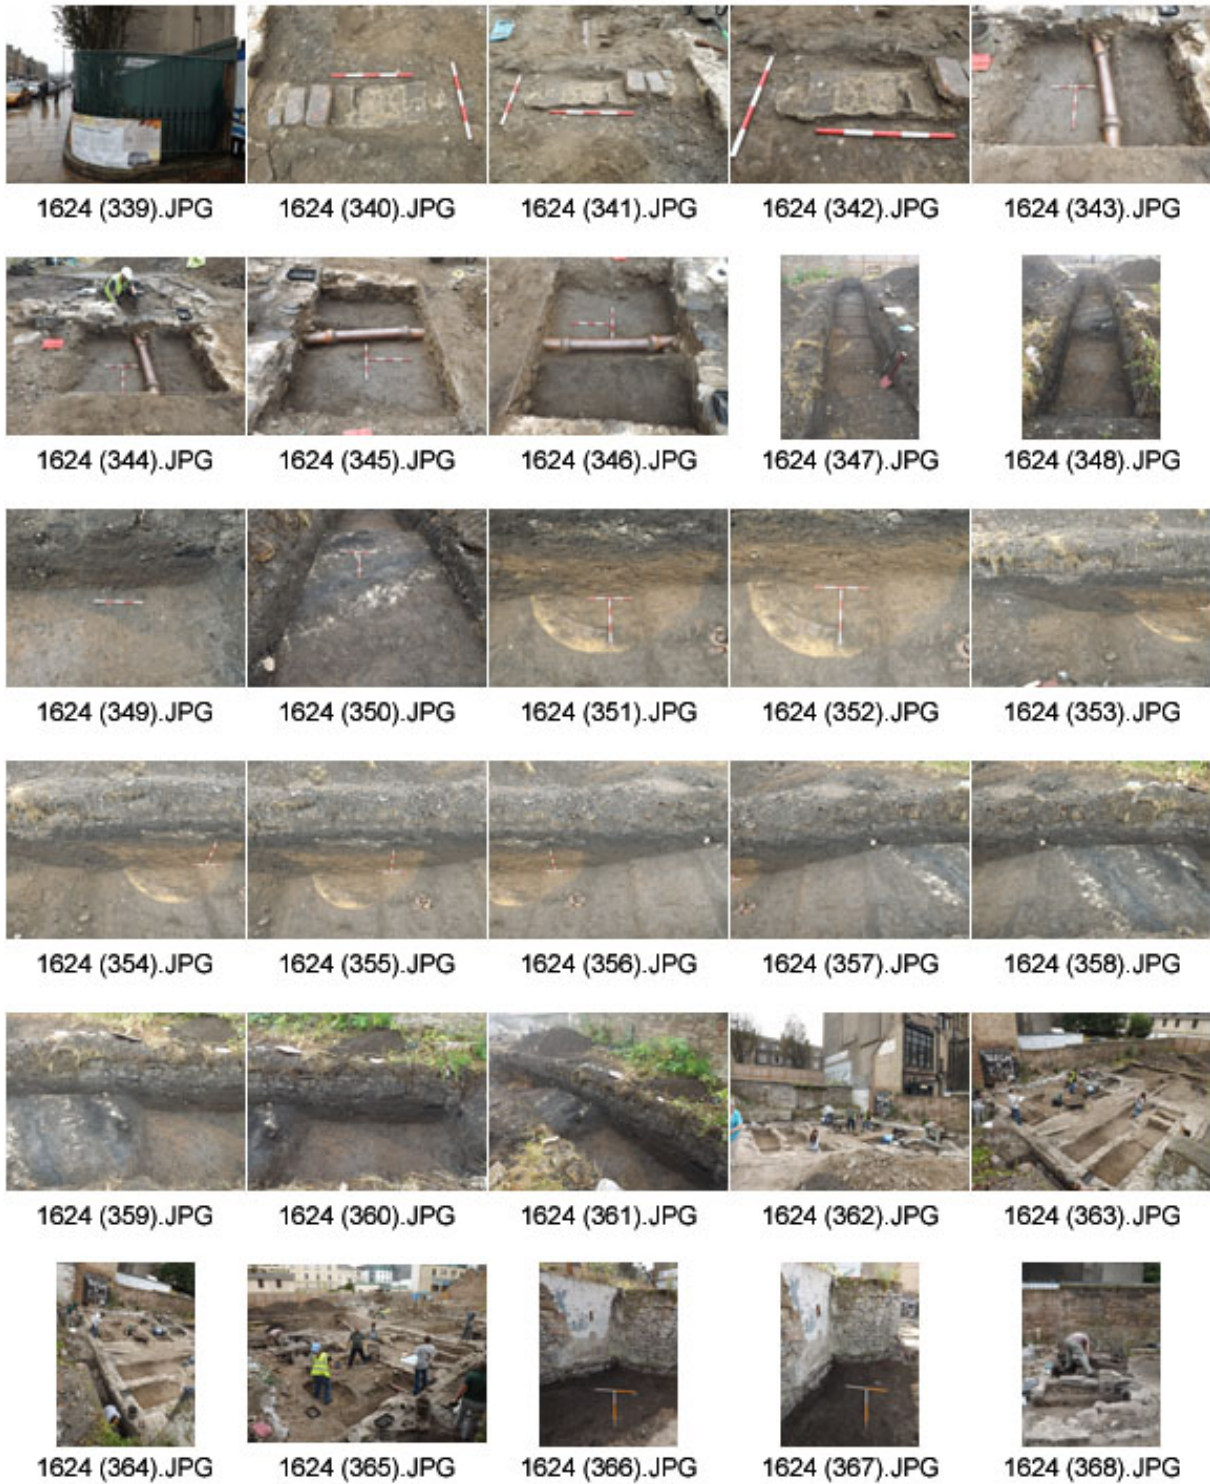 1624 (339).JPG 1624 (340).JPG 1624 (341).JPG 1624 (342).JPG 1624 (343).JPG
1624 (344).JPG 1624 (345).JPG 1624 (346).JPG 1624 (347).JPG 1624 (348).JPG
1624 (349).JPG 1624 (350).JPG 1624 (351).JPG 1624 (352).JPG 1624 (353).JPG
1624 (354).JPG 1624 (355).JPG 1624 (356).JPG 1624 (357).JPG 1624 (358).JPG
1624 (359).JPG 1624 (360).JPG 1624 (361).JPG 1624 (362).JPG 1624 (363).JPG
1624 (364).JPG 1624 (365).JPG 1624 (366).JPG 1624 (367).JPG 1624 (368).JPG